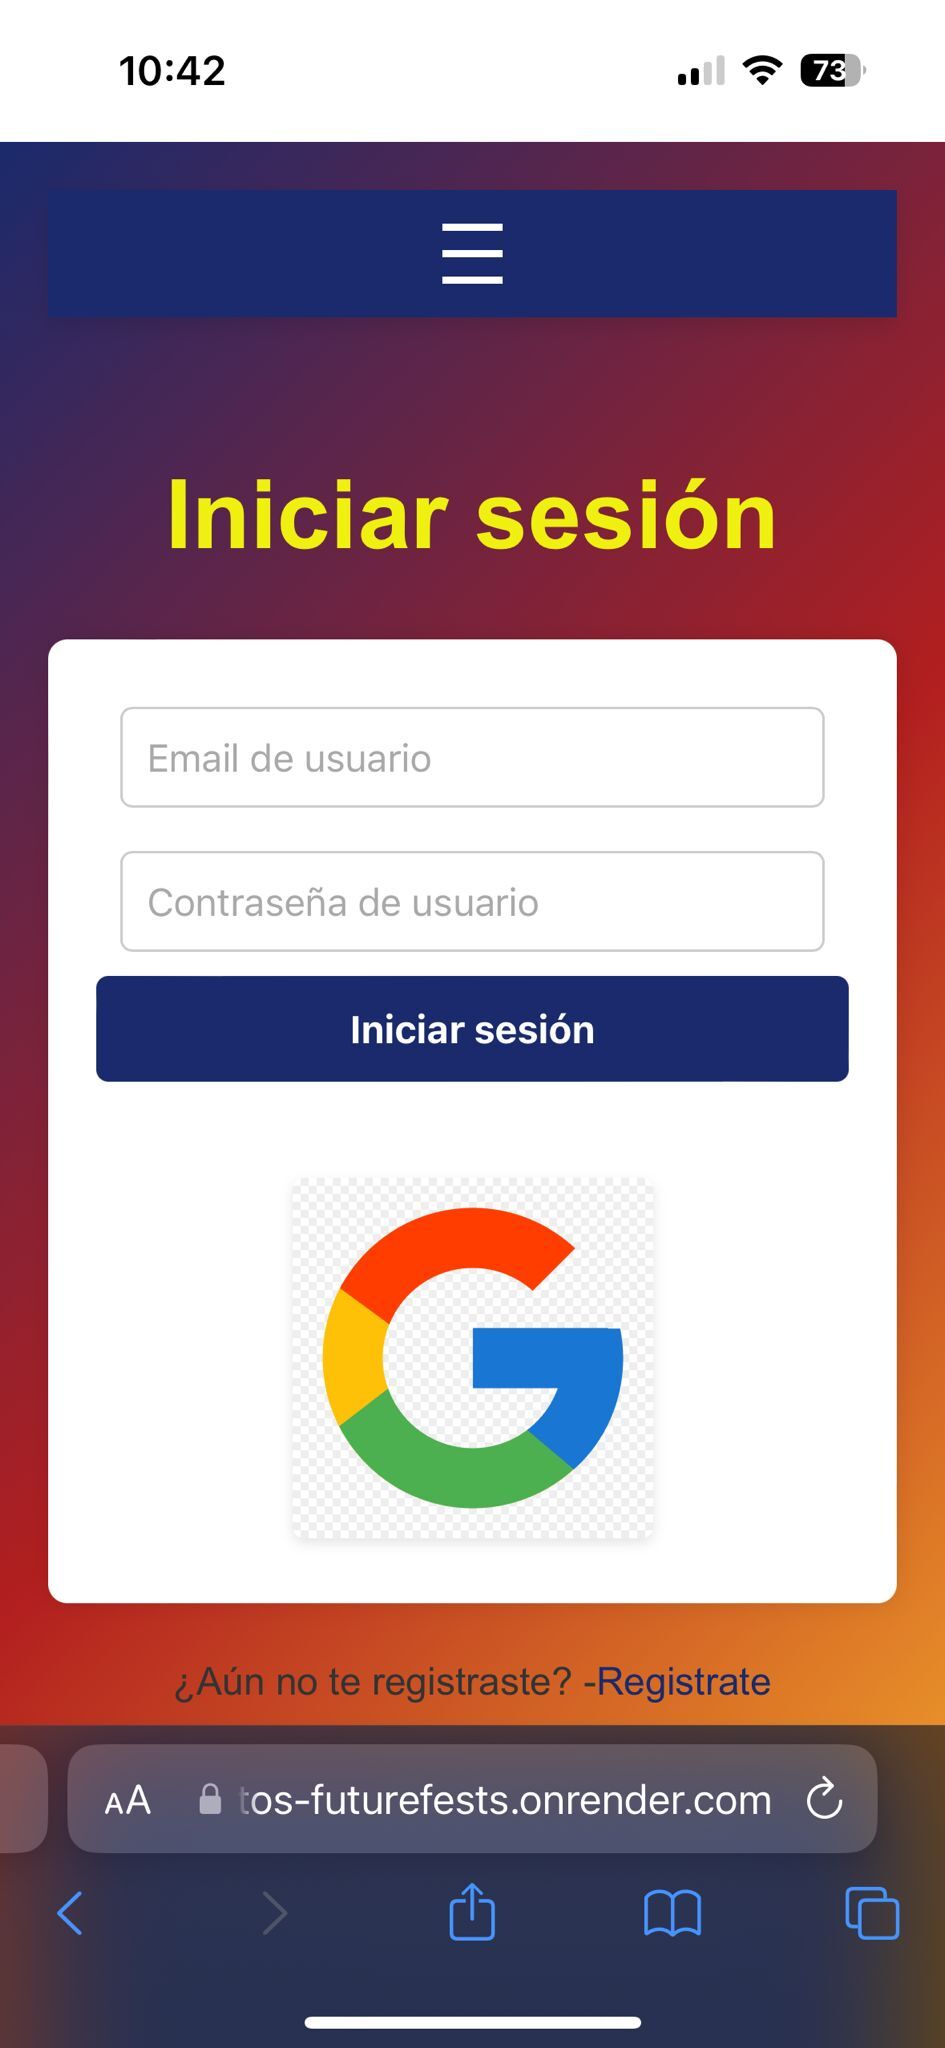 10:42
73
Iniciar sesión
Email de usuario
Contraseña de usuario
Iniciar sesión
¿Aún no te registraste? -Registrate
AA
tos-futurefests.onrender.com